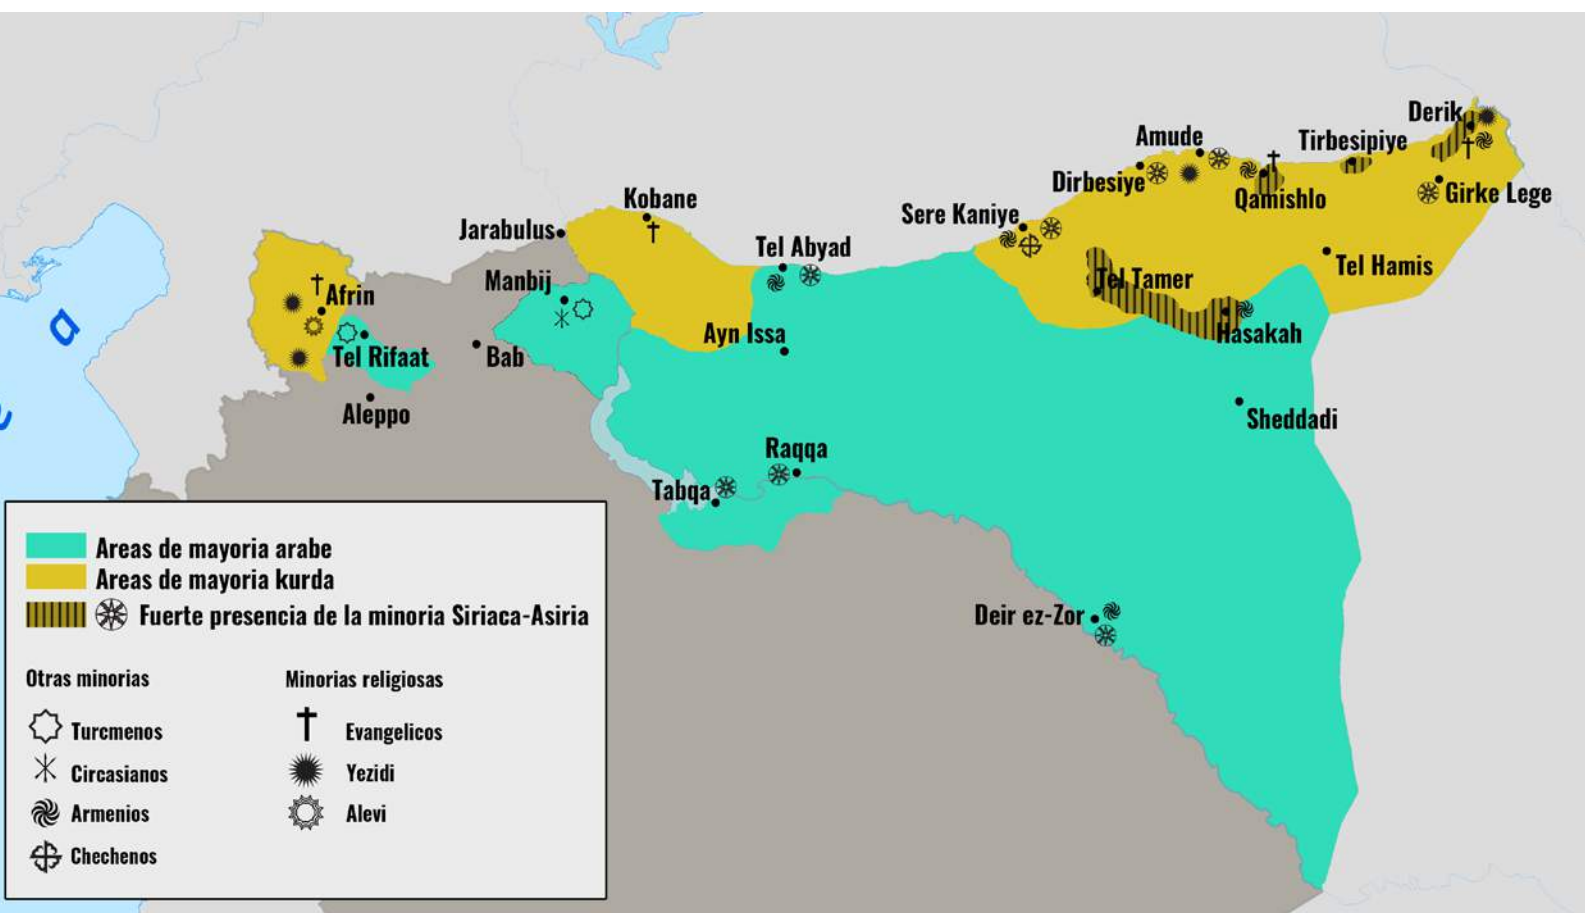 Derik
Amude
Tirbesipiye
Dirbesiye
Qamishlo
Girke Lege
Kobane
Sere Kaniye
Jarabulus
Tel Abyad
Tel Hamis
Manbij
Tel Tamer
Afrin
Ayn Issa
Hasakah
Tel Rifaat
Bab
Aleppo
Sheddadi
Raqqa
Tabqa
Deir ez-Zor
a
e
Areas de mayoria arabe
Areas de mayoria kurda
Fuerte presencia de la minoria Siriaca-Asiria
Otras minorias
Turcmenos
Circasianos
Armenios
Chechenos
Minorias religiosas
Evangelicos
Yezidi
Alevi